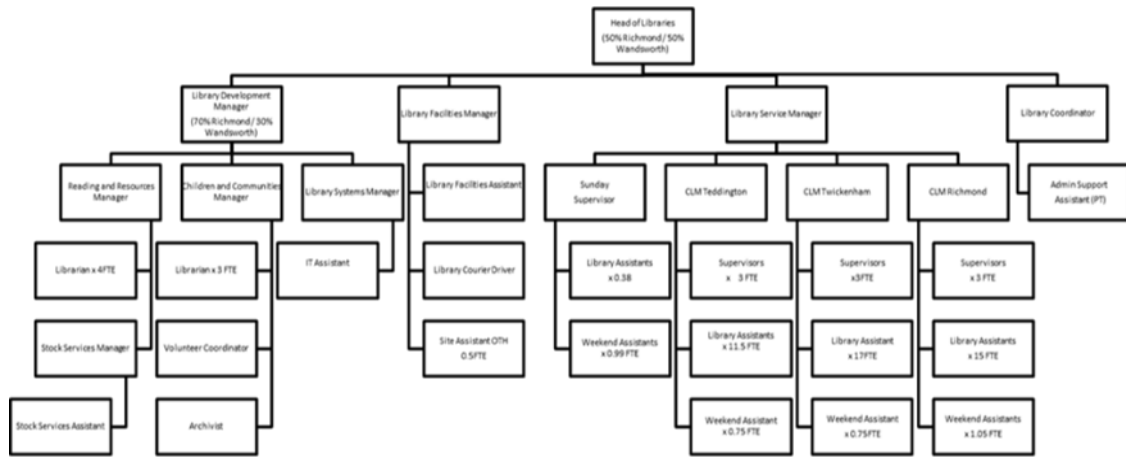 Head of Libraries
(50% Richmond / 50%
Wandsworth)
Library Development
Manager
(70% Richmond / 30%
Wandsworth)
Library Facilities Manager
Library Service Manager
Library Coordinator
Reading and Resources
Manager
Children and Communities
Manager
Library Systems Manager
Library Facilities Assistant
Sunday
Supervisor
CLM Teddington
CLM Twickenham
CLM Richmond
Admin Support
Assistant (PT)
Librarian x 4FTE
Librarian x 3 FTE
IT Assistant
Library Courier Driver
Library Assistants
x 0.38
Supervisors
x 3 FTE
Supervisors
x3FTE
Supervisors
x 3 FTE
Stock Services Manager
Volunteer Coordinator
Site Assistant OTH
0.5FTE
Weekend Assistants
x 0.99 FTE
Library Assistants
x 11.5 FTE
Library Assistant
x 17FTE
Library Assistants
x 15 FTE
Stock Services Assistant
Archivist
Weekend Assistant
x 0.75 FTE
Weekend Assistant
x 0.75FTE
Weekend Assistants
x 1.05 FTE